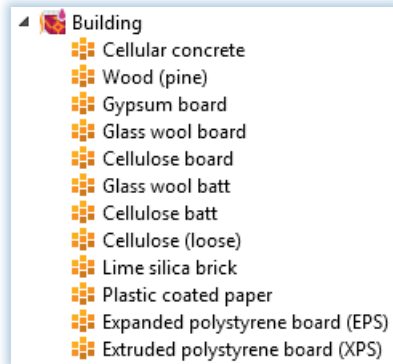 Building
Cellular concrete
Wood (pine)
Gypsum board
Glass wool board
Cellulose board
Glass wool batt
Cellulose batt
Cellulose (loose)
Lime silica brick
Plastic coated paper
Expanded polystyrene board (EPS)
Extruded polystyrene board (XPS)